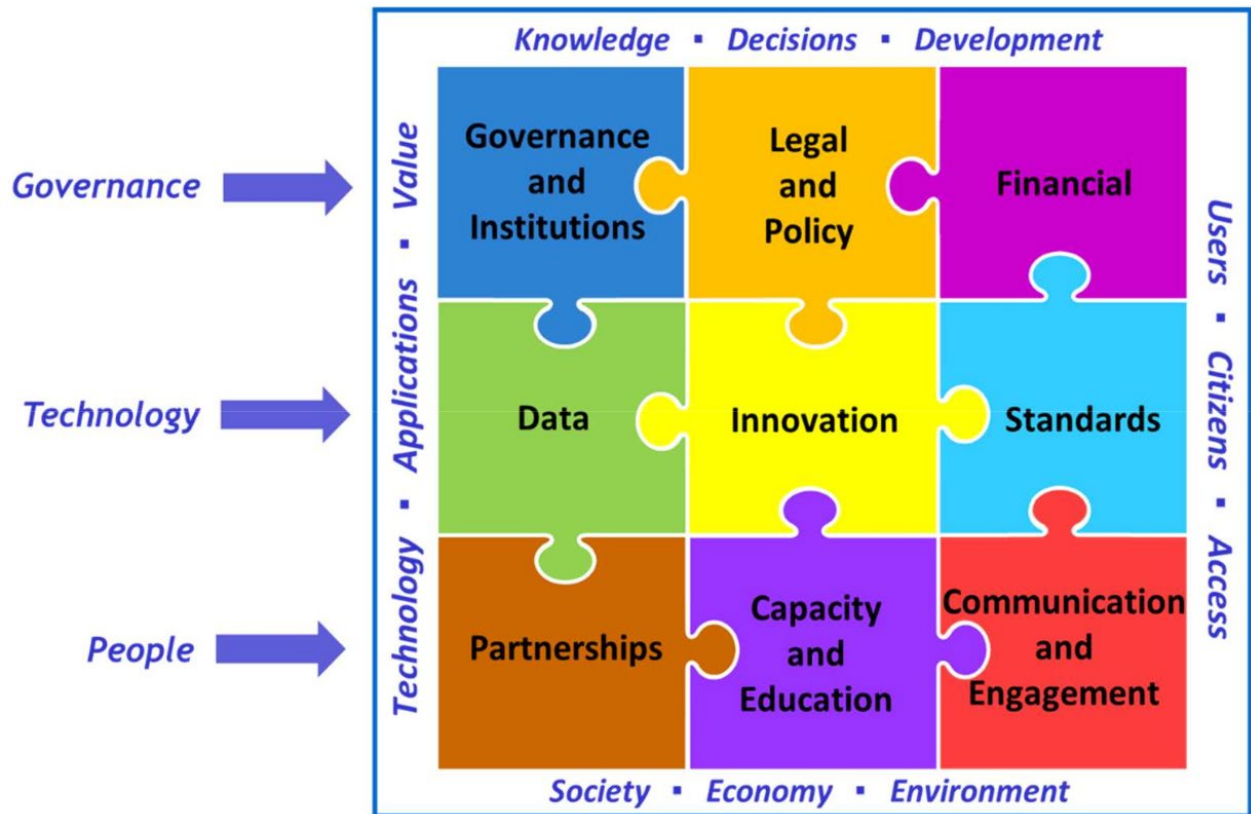 Knowledge ▪ Decisions ▪ Development
Governance
Technology
People
Technology ▪ Applications ▪ Value
Governance
and
Institutions
Legal
and
Policy
Financial
Data
Innovation
Standards
Partnerships
Capacity
and
Education
Communication
and
Engagement
Users ▪ Citizens ▪ Access
Society ▪ Economy ▪ Environment